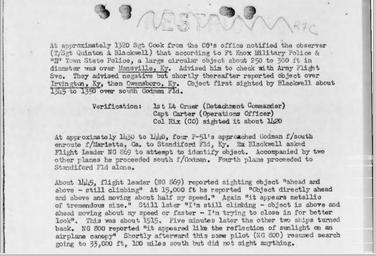 TESTIMONY
At approximately 1320 Sgt Cook from the CO's office notified the observer
(T/Sgt Quinton A Blackwell) that according to Ft Knox Military Police &
"E" Town State Police, a large circular object about 250 to 300 ft in
diameter was over Mansville, Ky. Advised him to check with Army Flight
Svc. They advised negative but shortly thereafter reported object over
Irvington, Ky, then Owensboro, Ky. Object first sighted by Blackwell about
1345 to 1350 over south Godman Fld.
Verification: 1st Lt Orner (Detachment Commander)
Capt Carter (Operations Officer)
Col Hix (CO) sighted it about 1420
At approximately 1430 to 1440, four P-51's approached Godman f/south
enroute f/Marietta, Ga. to Standiford Fld, Ky. Blackwell asked
Flight Leader NG 869 to attempt to identify object. Accompanied by two
other planes he proceeded south f/Godman. Fourth plane proceeded to
Standiford Fld alone.
About 1445, flight leader (NG 869) reported sighting object "ahead and
above - still climbing" At 15,000 ft he reported "Object directly ahead
and above and moving about half my speed." Again "it appears metallic
of tremendous size." Still later "I'm still climbing - object is above and
ahead moving about my speed or faster - I'm trying to close in for better
look". This was about 1515. Five minutes later the other two ships turned
back. NG 800 reported "it appeared like the reflection of sunlight on an
airplane canopy" Shortly afterward this same pilot (NG 800) resumed search
going to 33,000 ft, 100 miles south but did not sight anything.